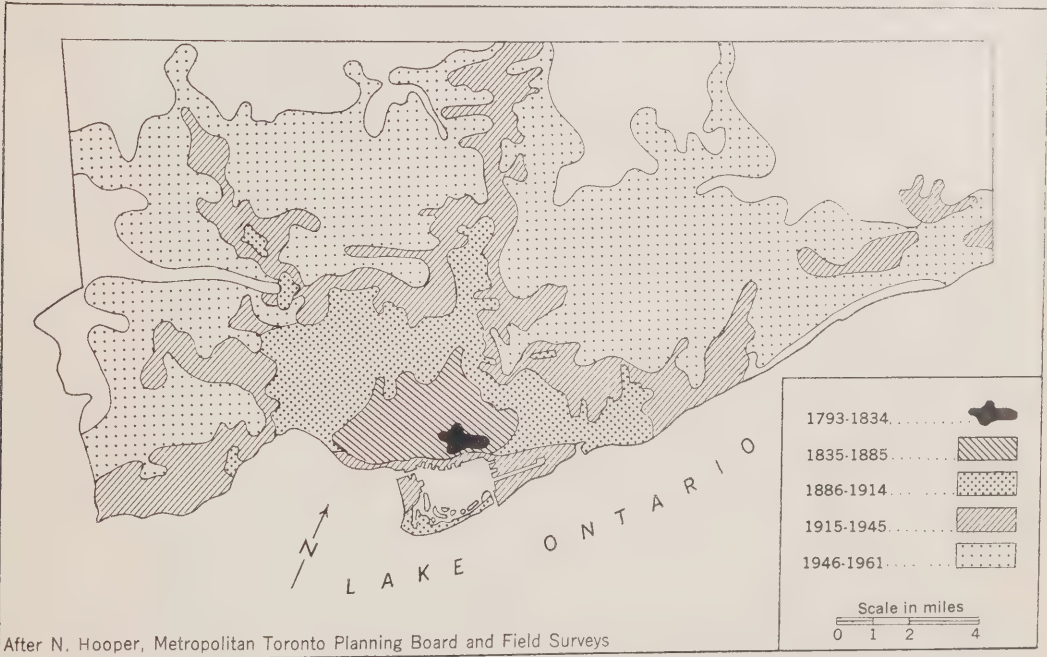 N
LAKE ONTARIO
1793-1834
1835-1885
1886-1914
1915-1945
1946-1961
Scale in miles
0 1 2 4
After N. Hooper, Metropolitan Toronto Planning Board and Field Surveys